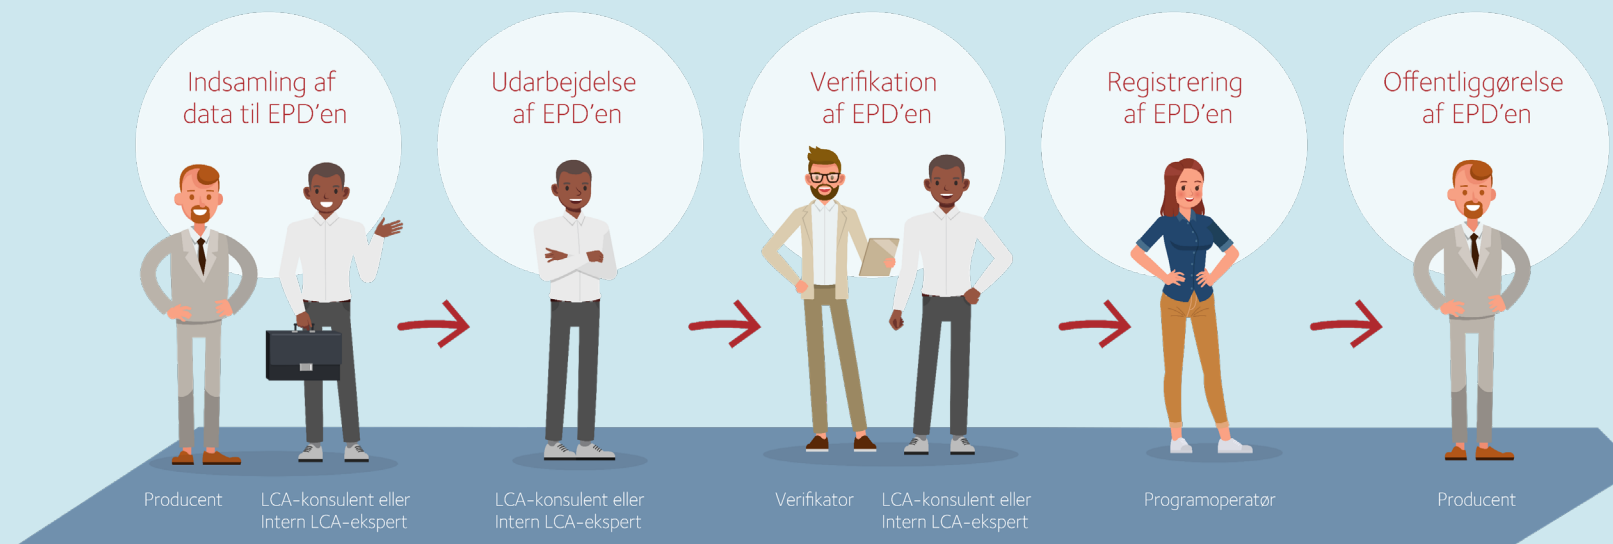 Indsamling af
data til EPD'en
Udarbejdelse
af EPD'en
Verifikation
af EPD'en
Registrering
af EPD'en
Offentliggørelse
af EPD'en
Producent
LCA-konsulent eller
Intern LCA-ekspert
LCA-konsulent eller
Intern LCA-ekspert
Verifikator
LCA-konsulent eller
Intern LCA-ekspert
Programoperatør
Producent